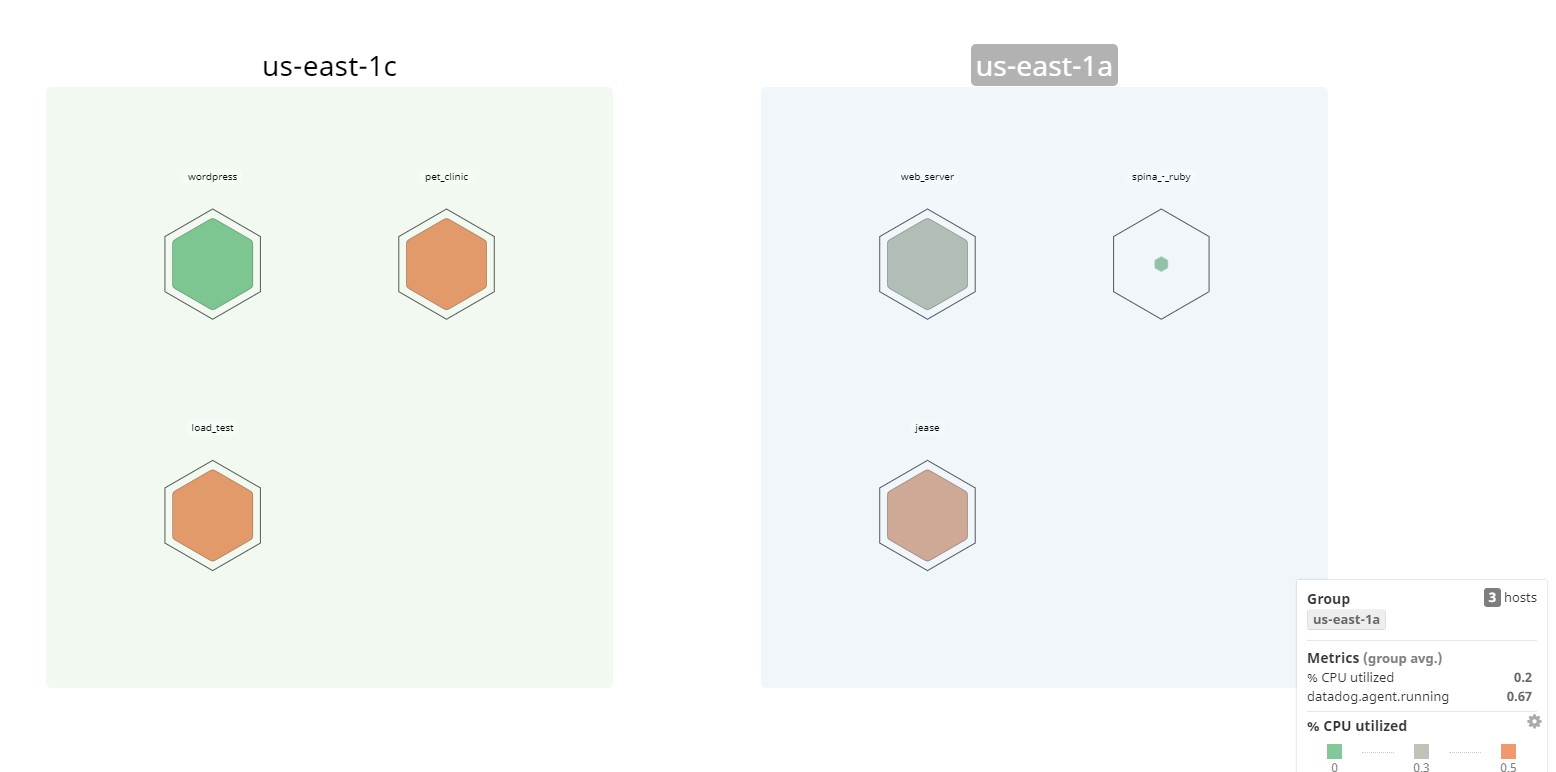 us-east-1c
us-east-1a
wordpress
pet_clinic
web_server
spina_-_ruby
load_test
jease
Group
3 hosts
us-east-1a
Metrics (group avg.)
% CPU utilized 0.2
datadog.agent.running 0.67
% CPU utilized
0 0.3 0.5